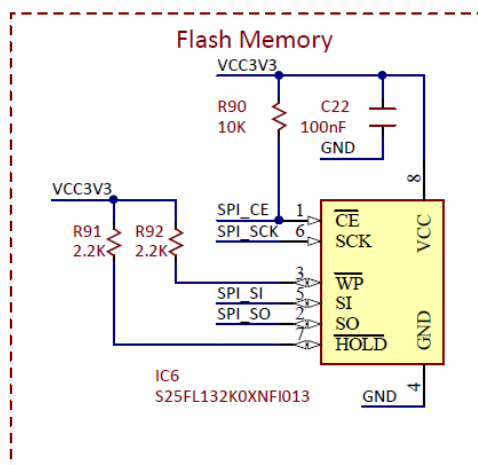 Flash Memory
VCC3V3
R90
10K
C22
100nF
GND
8
VCC3V3
SPI_CE
1
CE
VCC
R91
2.2K
R92
2.2K
SPI_SCK
6
SCK
3
WP
SPI_SI
5
SI
SPI_SO
2
SO
7
HOLD
GND
IC6
S25FL132K0XNFI013
GND
4